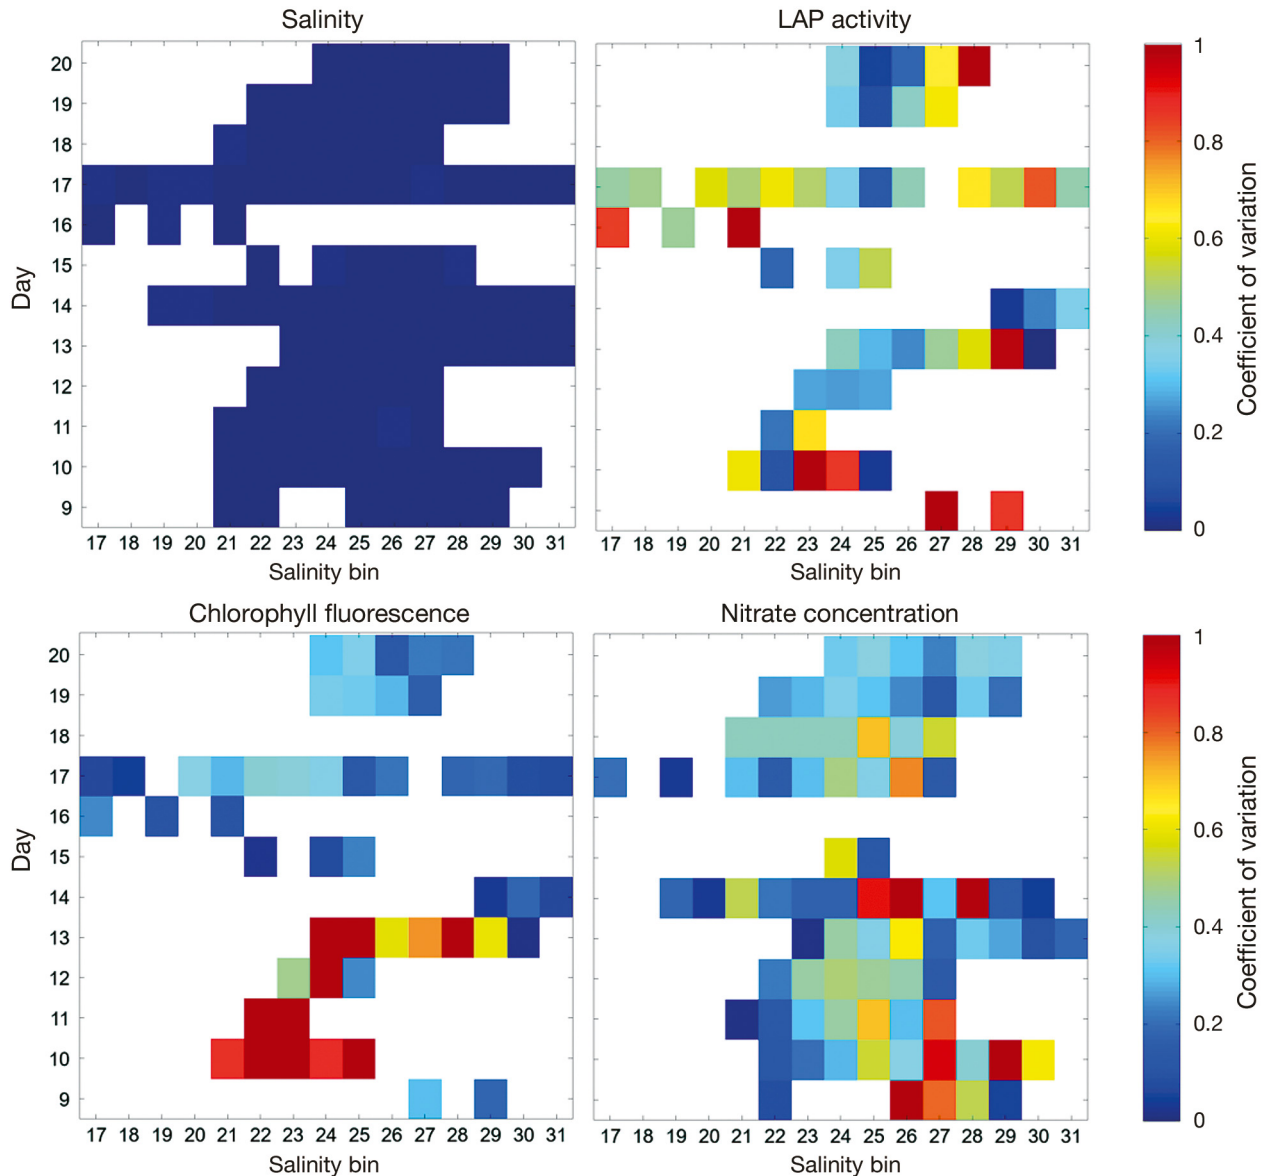 Salinity
LAP activity
20
19
18
17
16
15
14
13
12
11
10
9
Day
17 18 19 20 21 22 23 24 25 26 27 28 29 30 31
Salinity bin
17 18 19 20 21 22 23 24 25 26 27 28 29 30 31
Salinity bin
1
0.8
0.6
0.4
0.2
0
Coefficient of variation
Chlorophyll fluorescence
Nitrate concentration
20
19
18
17
16
15
14
13
12
11
10
9
Day
17 18 19 20 21 22 23 24 25 26 27 28 29 30 31
Salinity bin
17 18 19 20 21 22 23 24 25 26 27 28 29 30 31
Salinity bin
1
0.8
0.6
0.4
0.2
0
Coefficient of variation